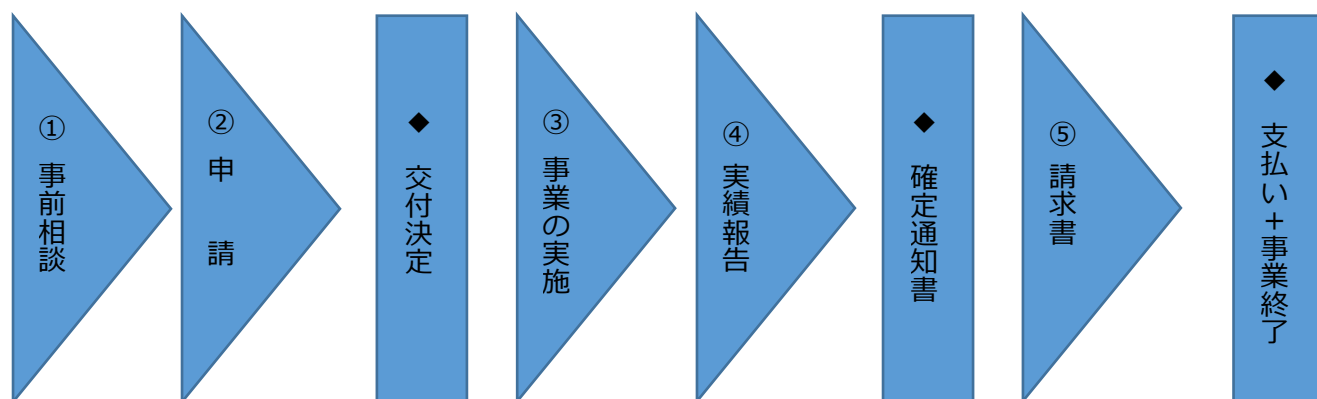 ① 事前相談
② 申　請
◆ 交付決定
③ 事業の実施
④ 実績報告
◆ 確定通知書
⑤ 請求書
◆ 支払い＋事業終了